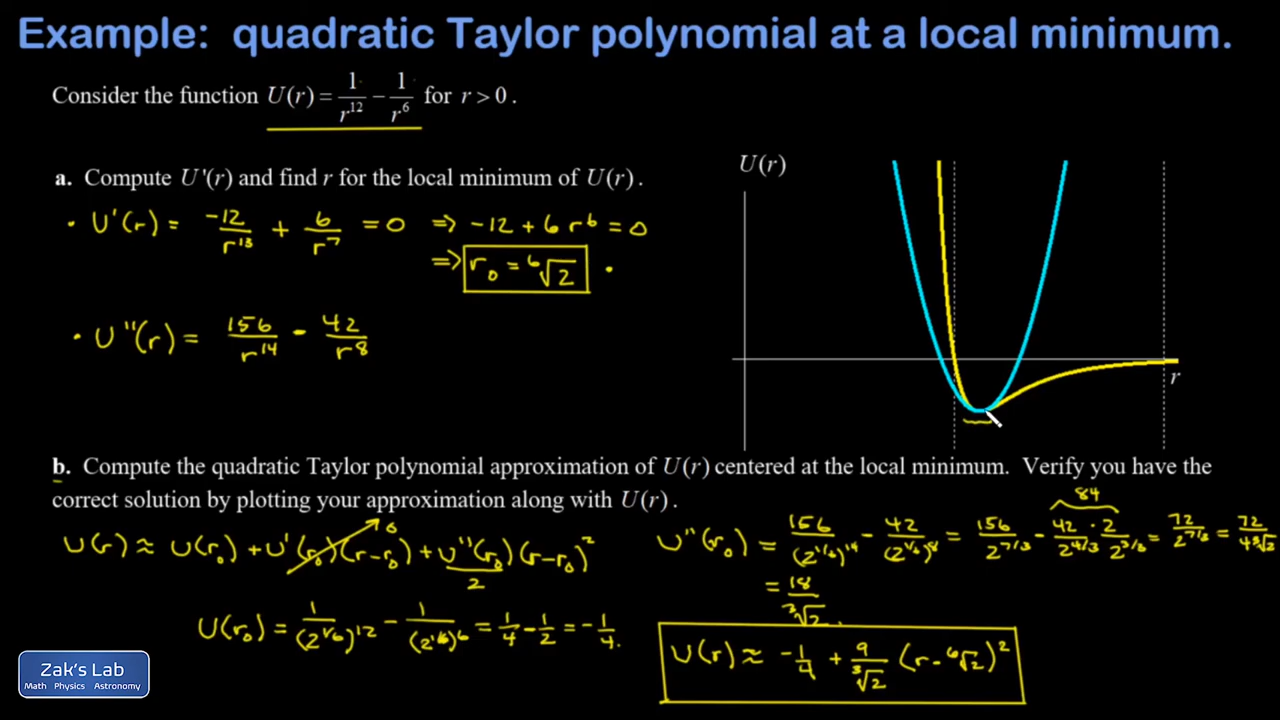 Example: quadratic Taylor polynomial at a local minimum.
Consider the function U(r) = 1/r^12 − 1/r^6 for r > 0.
a. Compute U'(r) and find r for the local minimum of U(r).
• U'(r) = -12/r^13 + 6/r^7 = 0 ⇒ -12 + 6r^6 = 0
⇒ r₀ = ⁶√2 •
• U''(r) = 156/r^14 - 42/r^8
U(r)
r
b. Compute the quadratic Taylor polynomial approximation of U(r) centered at the local minimum. Verify you have the
correct solution by plotting your approximation along with U(r).
U(r) ≈ U(r₀) + U'(r₀)(r-r₀) + U''(r₀)/2 (r-r₀)²
0
U(r₀) = 1/(2^1/6)^12 - 1/(2^1/6)^6 = 1/4 - 1/2 = -1/4.
84
U''(r₀) = 156/(2^1/6)^14 - 42/(2^1/6)^8 = 156/2^7/3 - 42·2/2^4/3·2^3/3 = 72/2^7/3 = 72/4³√2
= 18/³√2.
U(r) ≈ -1/4 + 9/³√2 (r - ⁶√2)²
Zak's Lab
Math Physics Astronomy